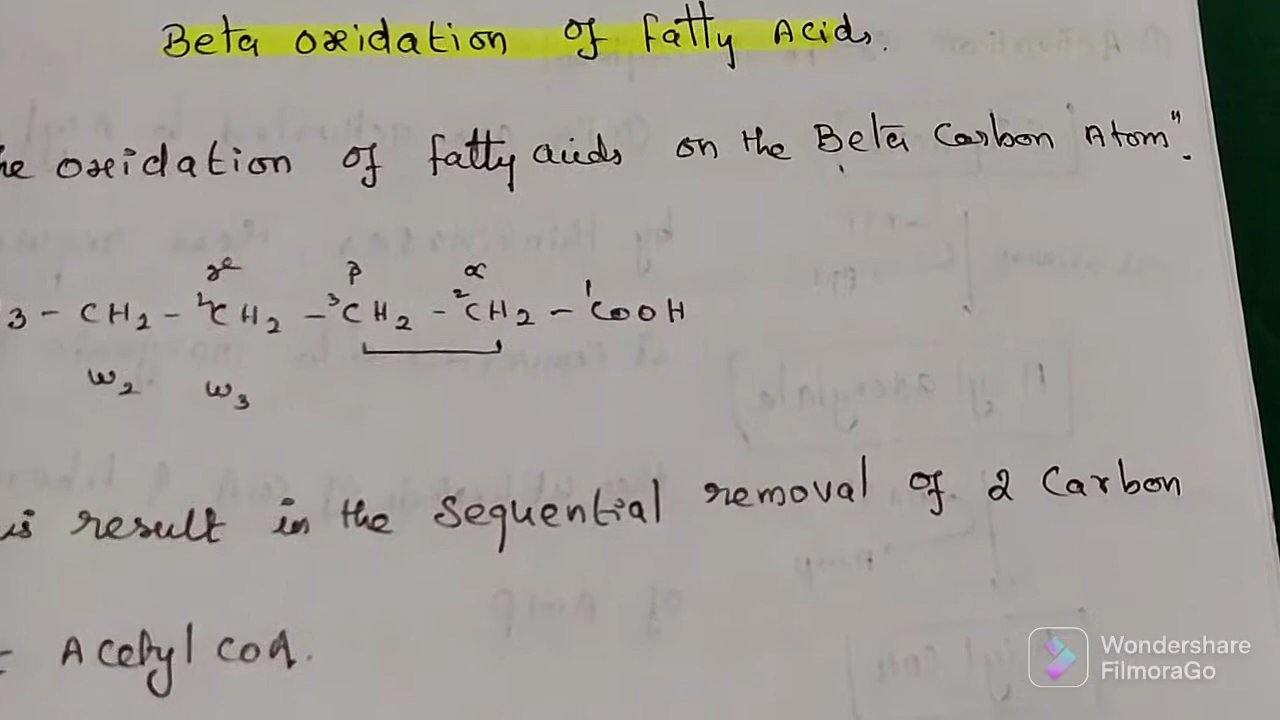 Beta oxidation of Fatty Acids.
he oxidation of fatty acids on the Beta Carbon Atom".
γ β α
3 - CH2 - ⁴CH2 - ³CH2 - ²CH2 - ¹COOH
ω2 ω3
is result in the Sequential removal of 2 Carbon
Acetyl CoA.
Wondershare
FilmoraGo